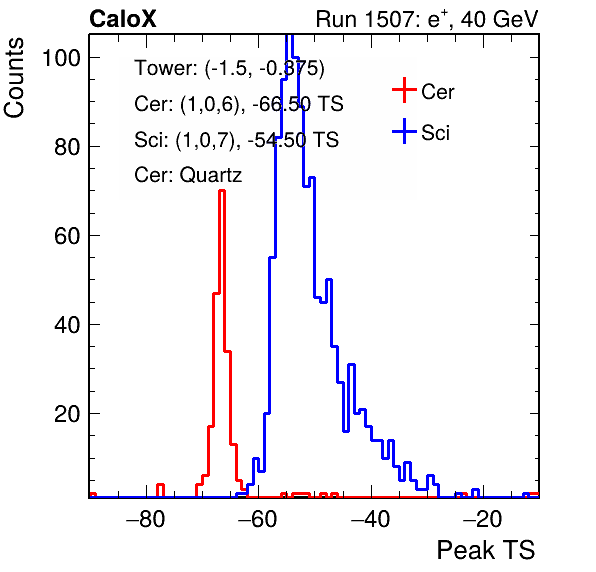 CaloX Run 1507: e⁺, 40 GeV
Counts
100
80
60
40
20
Tower: (-1.5, -0.375)
Cer: (1,0,6), -66.50 TS
Sci: (1,0,7), -54.50 TS
Cer: Quartz
Cer
Sci
−80 −60 −40 −20
Peak TS